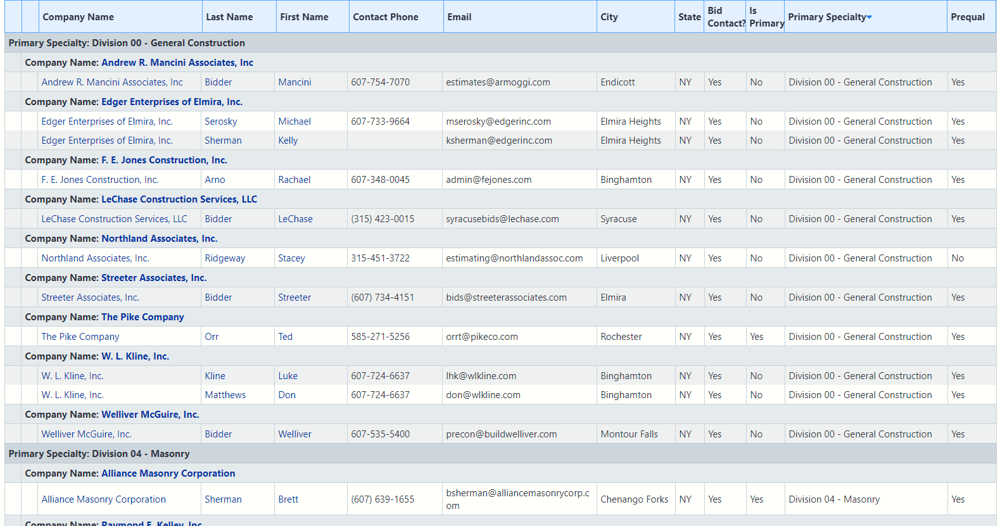 Company Name Last Name First Name Contact Phone Email City State Bid Contact? Is Primary Primary Specialty Prequal
Primary Specialty: Division 00 - General Construction
Company Name: Andrew R. Mancini Associates, Inc
Andrew R. Mancini Associates, Inc Bidder Mancini 607-754-7070 estimates@armoggi.com Endicott NY Yes No Division 00 - General Construction Yes
Company Name: Edger Enterprises of Elmira, Inc.
Edger Enterprises of Elmira, Inc. Serosky Michael 607-733-9664 mserosky@edgerinc.com Elmira Heights NY Yes No Division 00 - General Construction Yes
Edger Enterprises of Elmira, Inc. Sherman Kelly ksherman@edgerinc.com Elmira Heights NY Yes No Division 00 - General Construction Yes
Company Name: F. E. Jones Construction, Inc.
F. E. Jones Construction, Inc. Arno Rachael 607-348-0045 admin@fejones.com Binghamton NY Yes No Division 00 - General Construction Yes
Company Name: LeChase Construction Services, LLC
LeChase Construction Services, LLC Bidder LeChase (315) 423-0015 syracusebids@lechase.com Syracuse NY Yes No Division 00 - General Construction Yes
Company Name: Northland Associates, Inc.
Northland Associates, Inc. Ridgeway Stacey 315-451-3722 estimating@northlandassoc.com Liverpool NY Yes No Division 00 - General Construction No
Company Name: Streeter Associates, Inc.
Streeter Associates, Inc. Bidder Streeter (607) 734-4151 bids@streeterassociates.com Elmira NY Yes No Division 00 - General Construction Yes
Company Name: The Pike Company
The Pike Company Orr Ted 585-271-5256 orrt@pikeco.com Rochester NY Yes Yes Division 00 - General Construction Yes
Company Name: W. L. Kline, Inc.
W. L. Kline, Inc. Kline Luke 607-724-6637 lhk@wlkline.com Binghamton NY Yes No Division 00 - General Construction Yes
W. L. Kline, Inc. Matthews Don 607-724-6637 don@wlkline.com Binghamton NY Yes No Division 00 - General Construction Yes
Company Name: Welliver McGuire, Inc.
Welliver McGuire, Inc. Bidder Welliver 607-535-5400 precon@buildwelliver.com Montour Falls NY Yes No Division 00 - General Construction Yes
Primary Specialty: Division 04 - Masonry
Company Name: Alliance Masonry Corporation
Alliance Masonry Corporation Sherman Brett (607) 639-1655 bsherman@alliancemasonrycorp.com Chenango Forks NY Yes Yes Division 04 - Masonry Yes
Company Name: Raymond E. Kelley, Inc.